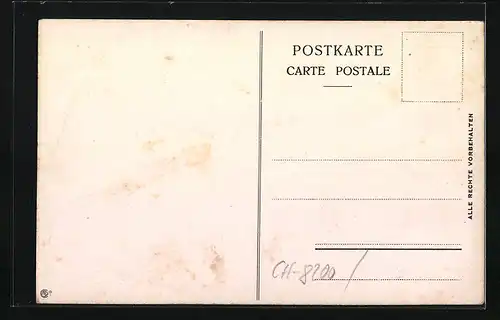 POSTKARTE
CARTE POSTALE
ALLE RECHTE VORBEHALTEN
CH-8200